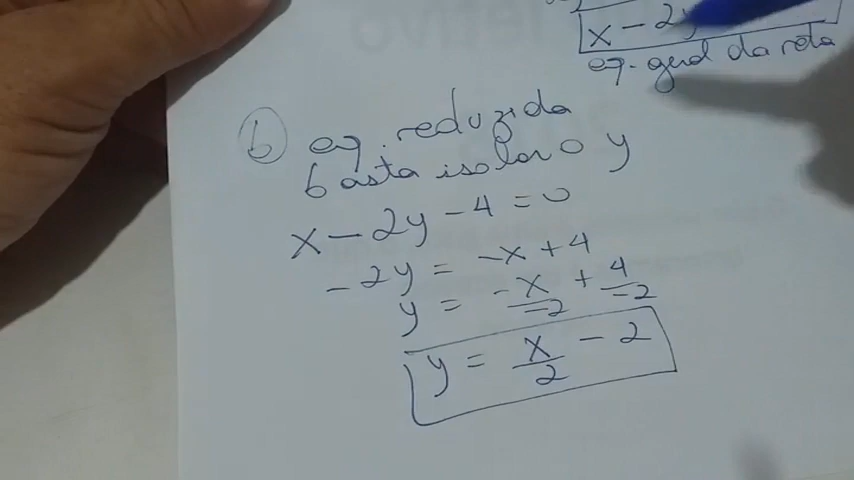 x - 2y
eq. geral da reta
b eq. reduzida
basta isolar o y
x - 2y - 4 = 0
-2y = -x + 4
y = -x/-2 + 4/-2
y = x/2 - 2